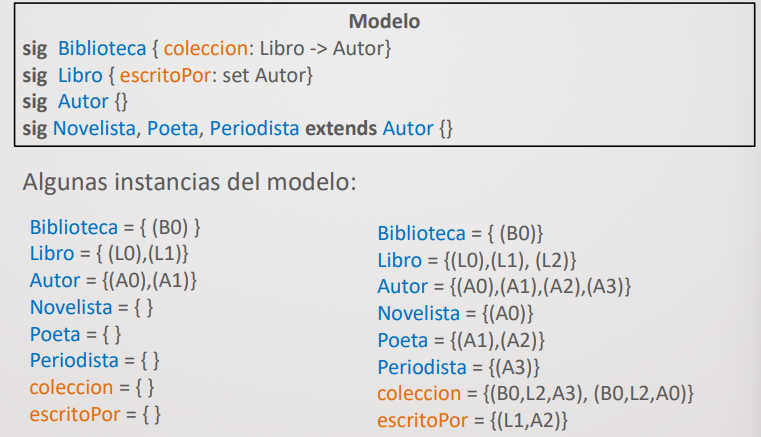 Modelo
sig Biblioteca { coleccion: Libro -> Autor}
sig Libro { escritoPor: set Autor}
sig Autor {}
sig Novelista, Poeta, Periodista extends Autor {}
Algunas instancias del modelo:
Biblioteca = { (B0) }
Libro = { (L0),(L1)}
Autor = {(A0),(A1)}
Novelista = { }
Poeta = { }
Periodista = { }
coleccion = { }
escritoPor = { }
Biblioteca = { (B0)}
Libro = {(L0),(L1), (L2)}
Autor = {(A0),(A1),(A2),(A3)}
Novelista = {(A0)}
Poeta = {(A1),(A2)}
Periodista = {(A3)}
coleccion = {(B0,L2,A3), (B0,L2,A0)}
escritoPor = {(L1,A2)}